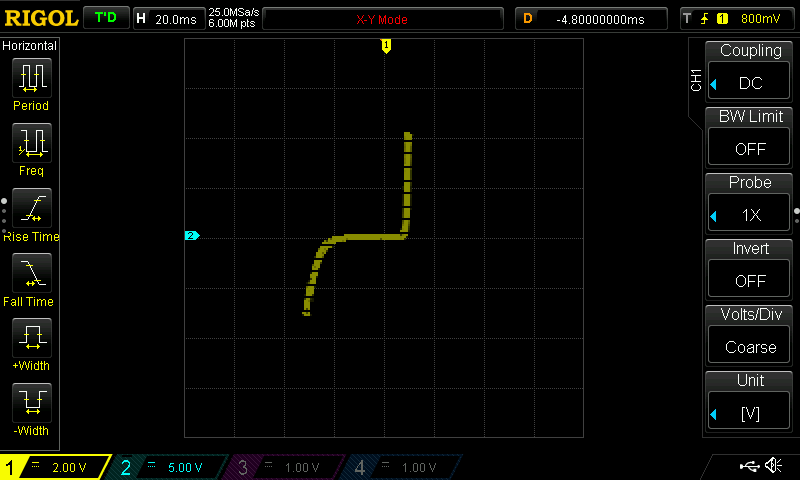 RIGOL T'D H 20.0ms 25.0MSa/s 6.00M pts X-Y Mode D -4.80000000ms T 1 800mV
Horizontal
Period
Freq
Rise Time
Fall Time
+Width
-Width
1
2
CH1
Coupling
DC
BW Limit
OFF
Probe
1X
Invert
OFF
Volts/Div
Coarse
Unit
[V]
1 = 2.00 V 2 = 5.00 V 3 = 1.00 V 4 = 1.00 V